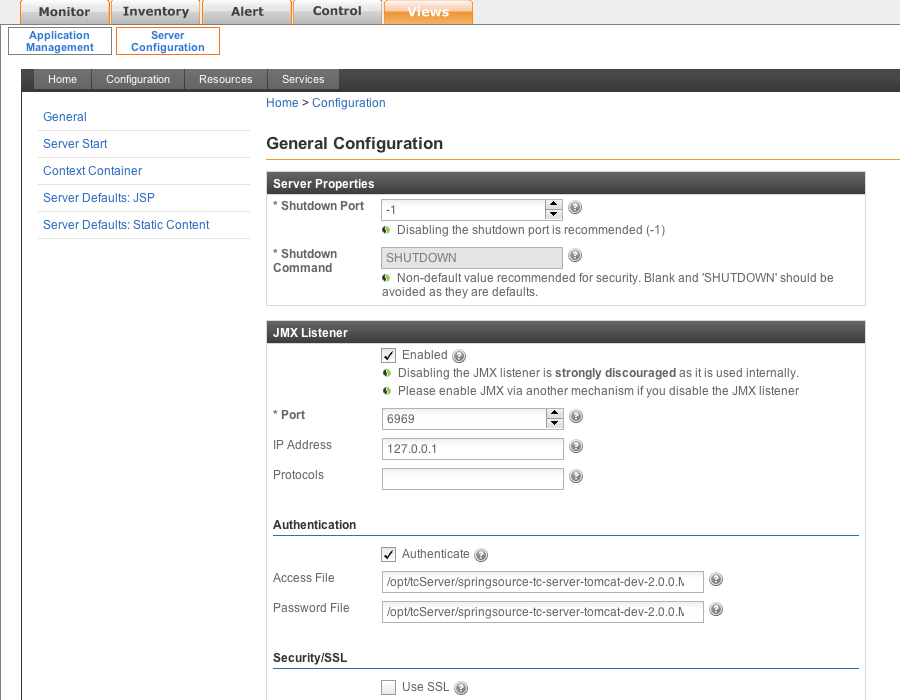 Monitor Inventory Alert Control Views
Application Management
Server Configuration
Home Configuration Resources Services
Home > Configuration
General
Server Start
Context Container
Server Defaults: JSP
Server Defaults: Static Content
General Configuration
Server Properties
* Shutdown Port -1
Disabling the shutdown port is recommended (-1)
* Shutdown Command SHUTDOWN
Non-default value recommended for security. Blank and 'SHUTDOWN' should be
avoided as they are defaults.
JMX Listener
Enabled
Disabling the JMX listener is strongly discouraged as it is used internally.
Please enable JMX via another mechanism if you disable the JMX listener
* Port 6969
IP Address 127.0.0.1
Protocols
Authentication
Authenticate
Access File /opt/tcServer/springsource-tc-server-tomcat-dev-2.0.0.M
Password File /opt/tcServer/springsource-tc-server-tomcat-dev-2.0.0.M
Security/SSL
Use SSL